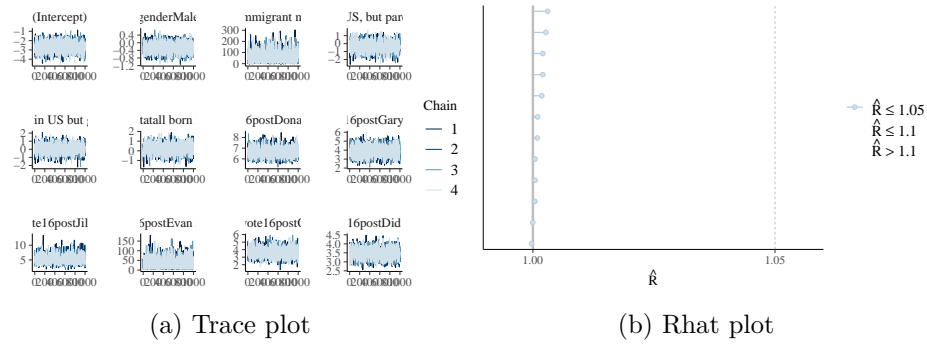 (Intercept) genderMale mmigrant n US, but pare
−1 −2 −3 −4
0.4 0.0 −0.4 −0.8 −1.2
300 200 100 0
1 0 −1 −2
in US but tatall born 6postDona 16postGary
2 1 0 −1 −2
2 1 0 −1
8 7 6
6 5 4 3 2
te16postJil 6postEvan vote16postC 16postDid
10 5
150 100 50 0
6 5 4 3 2
4.5 4.0 3.5 3.0 2.5
Chain
1
2
3
4
(a) Trace plot
1.00 1.05
R̂
R̂ ≤ 1.05
R̂ ≤ 1.1
R̂ > 1.1
(b) Rhat plot